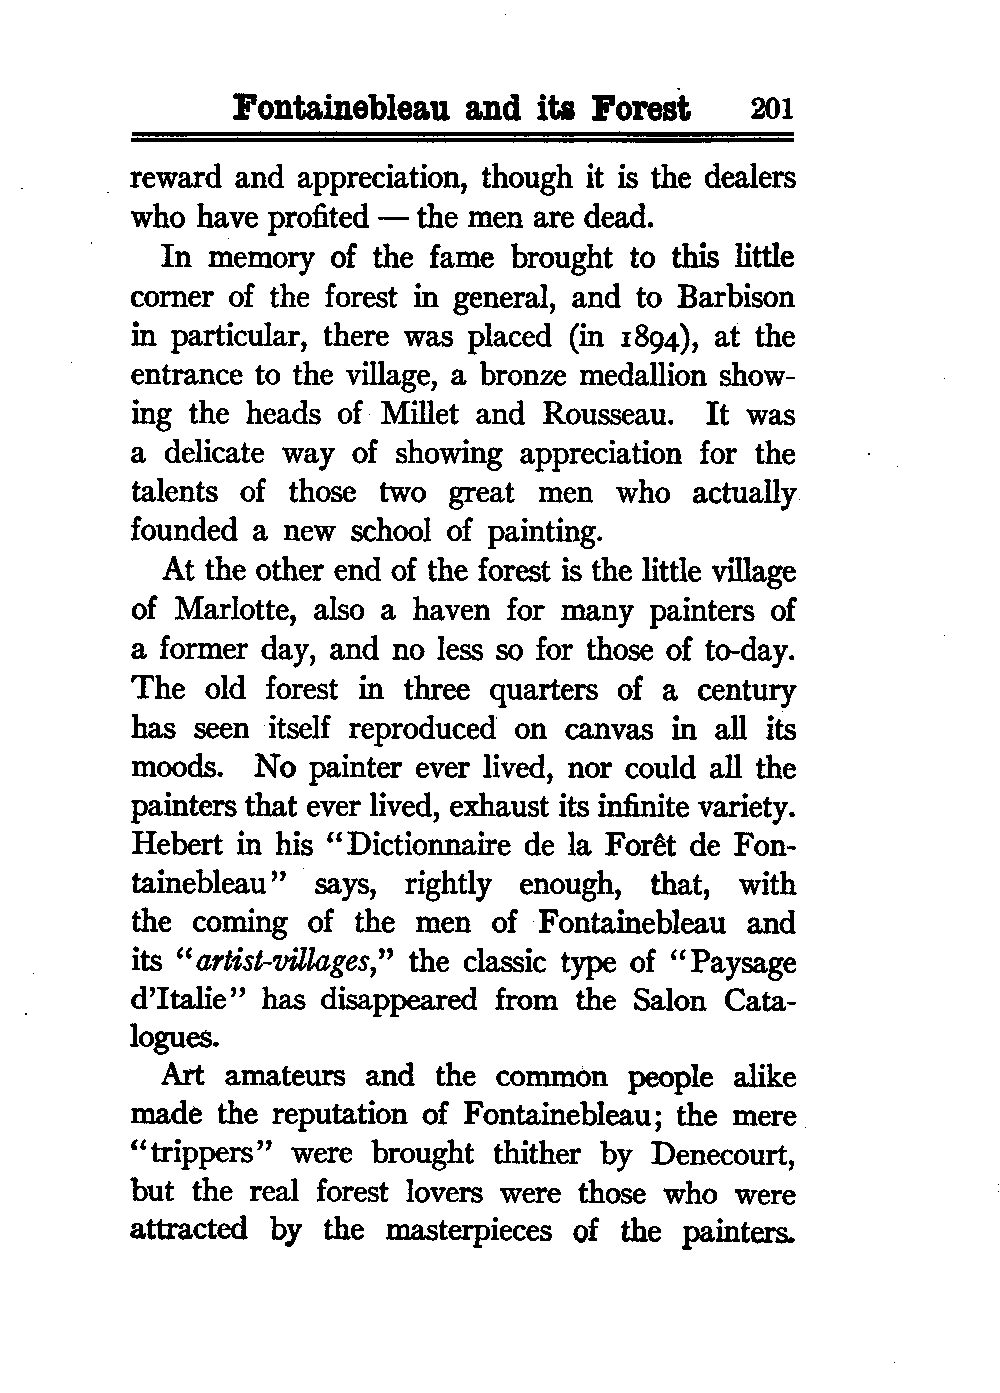 Fontainebleau and its Forest 201
reward and appreciation, though it is the dealers
who have profited — the men are dead.
In memory of the fame brought to this little
corner of the forest in general, and to Barbison
in particular, there was placed (in 1894), at the
entrance to the village, a bronze medallion show-
ing the heads of Millet and Rousseau. It was
a delicate way of showing appreciation for the
talents of those two great men who actually
founded a new school of painting.
At the other end of the forest is the little village
of Marlotte, also a haven for many painters of
a former day, and no less so for those of to-day.
The old forest in three quarters of a century
has seen itself reproduced on canvas in all its
moods. No painter ever lived, nor could all the
painters that ever lived, exhaust its infinite variety.
Hebert in his "Dictionnaire de la Forêt de Fon-
tainebleau" says, rightly enough, that, with
the coming of the men of Fontainebleau and
its "artist-villages," the classic type of "Paysage
d'Italie" has disappeared from the Salon Cata-
logues.
Art amateurs and the common people alike
made the reputation of Fontainebleau; the mere
"trippers" were brought thither by Denecourt,
but the real forest lovers were those who were
attracted by the masterpieces of the painters.